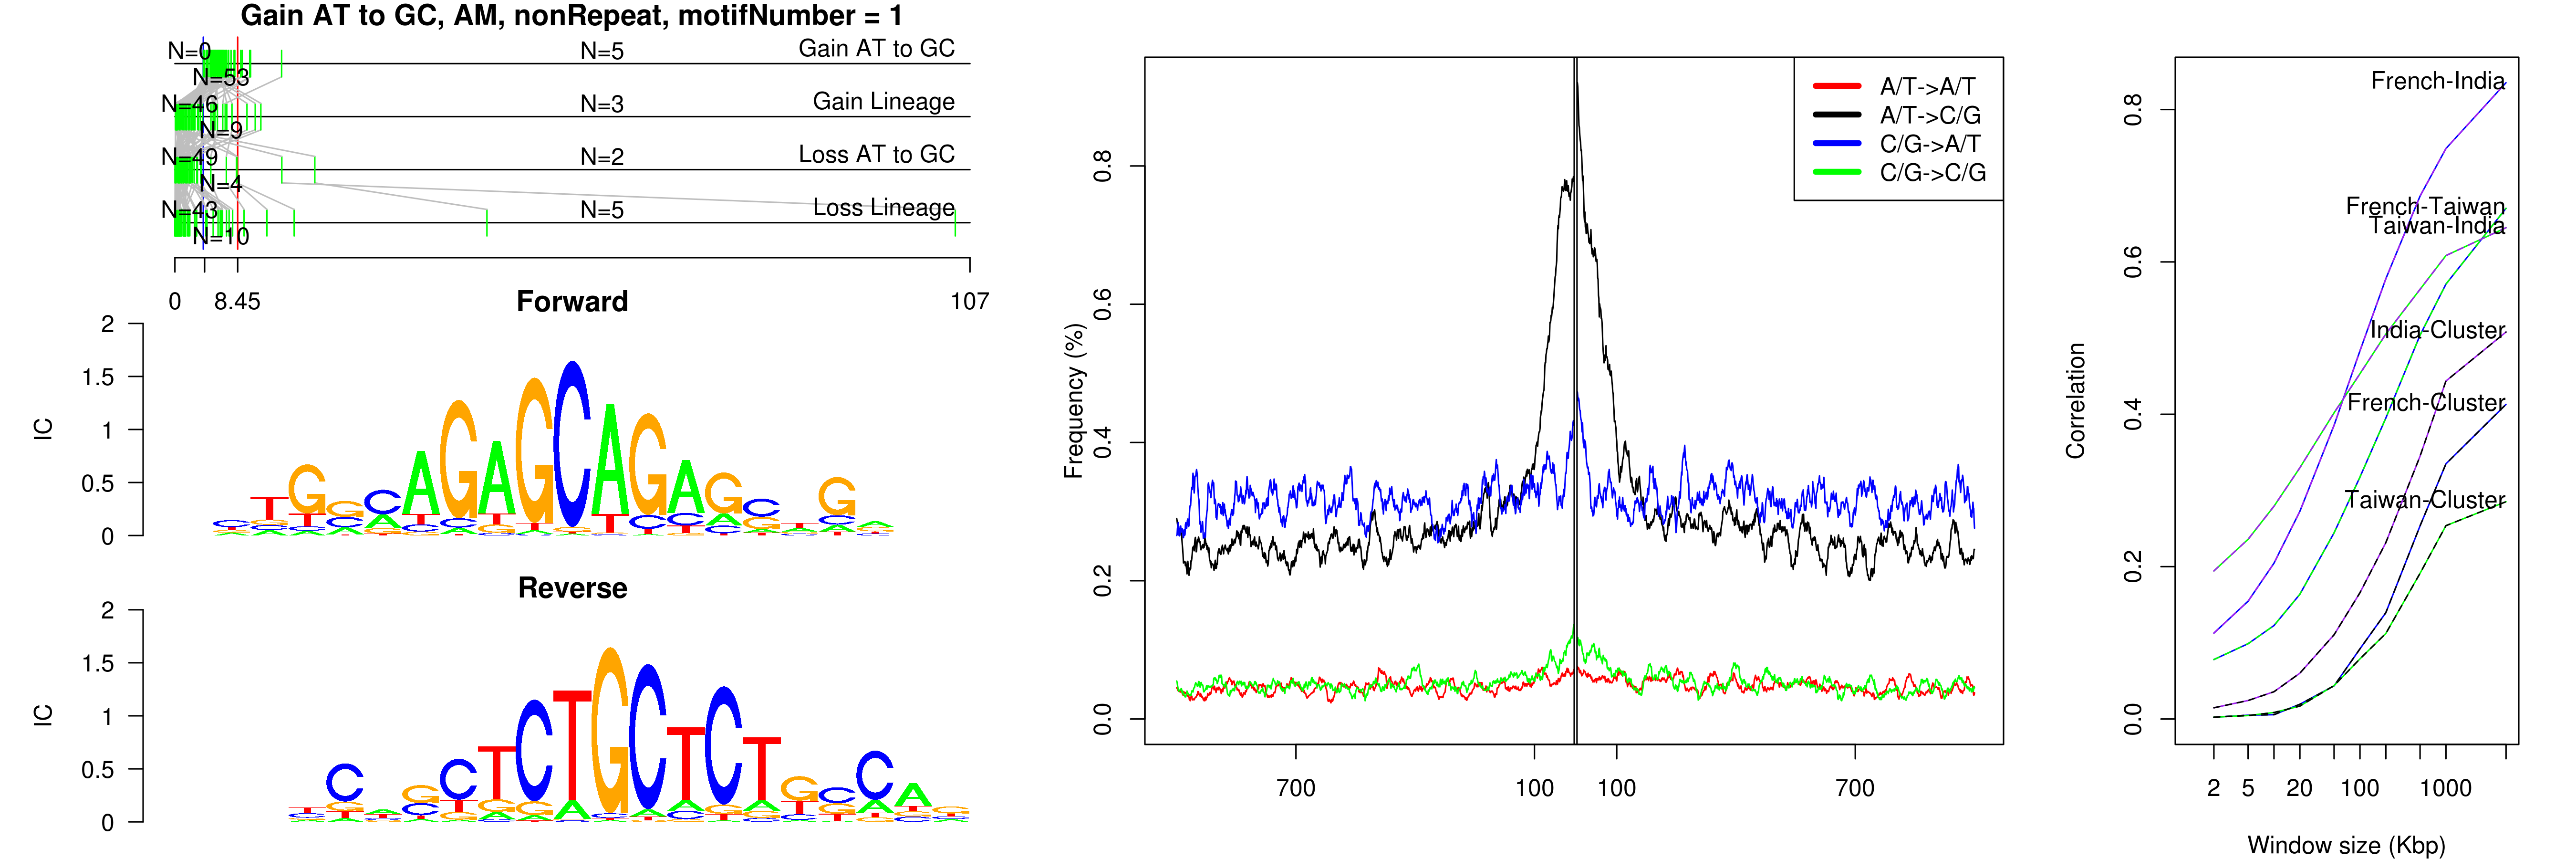 Gain AT to GC, AM, nonRepeat, motifNumber = 1
N=0
N=5
Gain AT to GC
N=53
N=46
N=3
Gain Lineage
N=9
N=49
N=2
Loss AT to GC
N=4
N=43
N=5
Loss Lineage
N=10
0
8.45
107
Forward
IC
2
1.5
1
0.5
0
Reverse
IC
2
1.5
1
0.5
0
Frequency (%)
0.8
0.6
0.4
0.2
0.0
700
100
100
700
A/T->A/T
A/T->C/G
C/G->A/T
C/G->C/G
Correlation
0.8
0.6
0.4
0.2
0.0
French-India
French-Taiwan
Taiwan-India
India-Cluster
French-Cluster
Taiwan-Cluster
2
5
20
100
1000
Window size (Kbp)